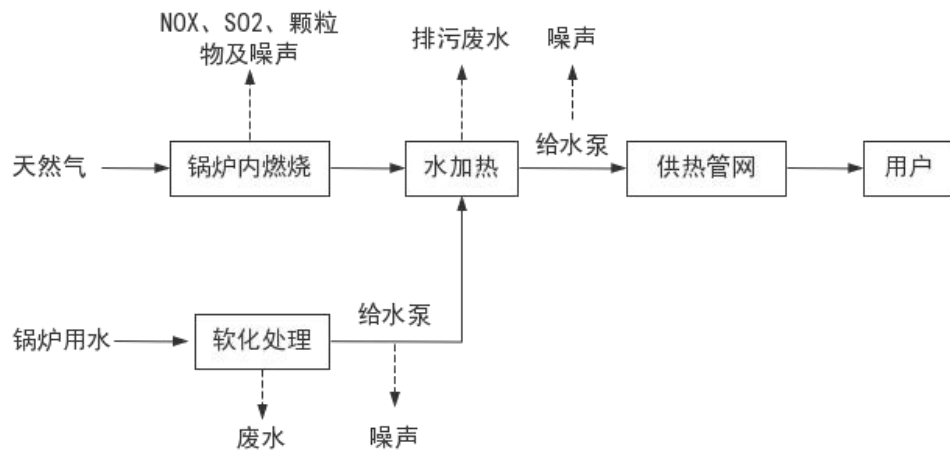 NOX、SO2、颗粒
物及噪声
排污废水
噪声
天然气
锅炉内燃烧
水加热
给水泵
供热管网
用户
锅炉用水
软化处理
给水泵
废水
噪声